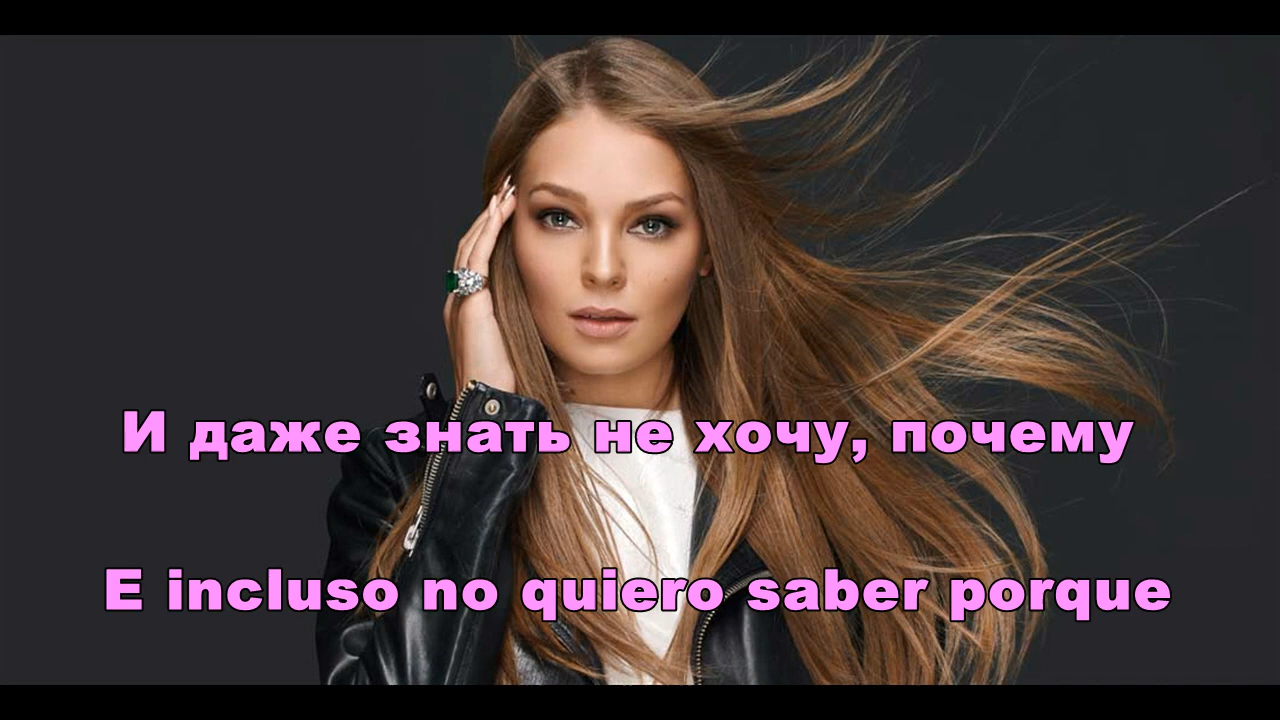 И даже знать не хочу, почему
E incluso no quiero saber porque